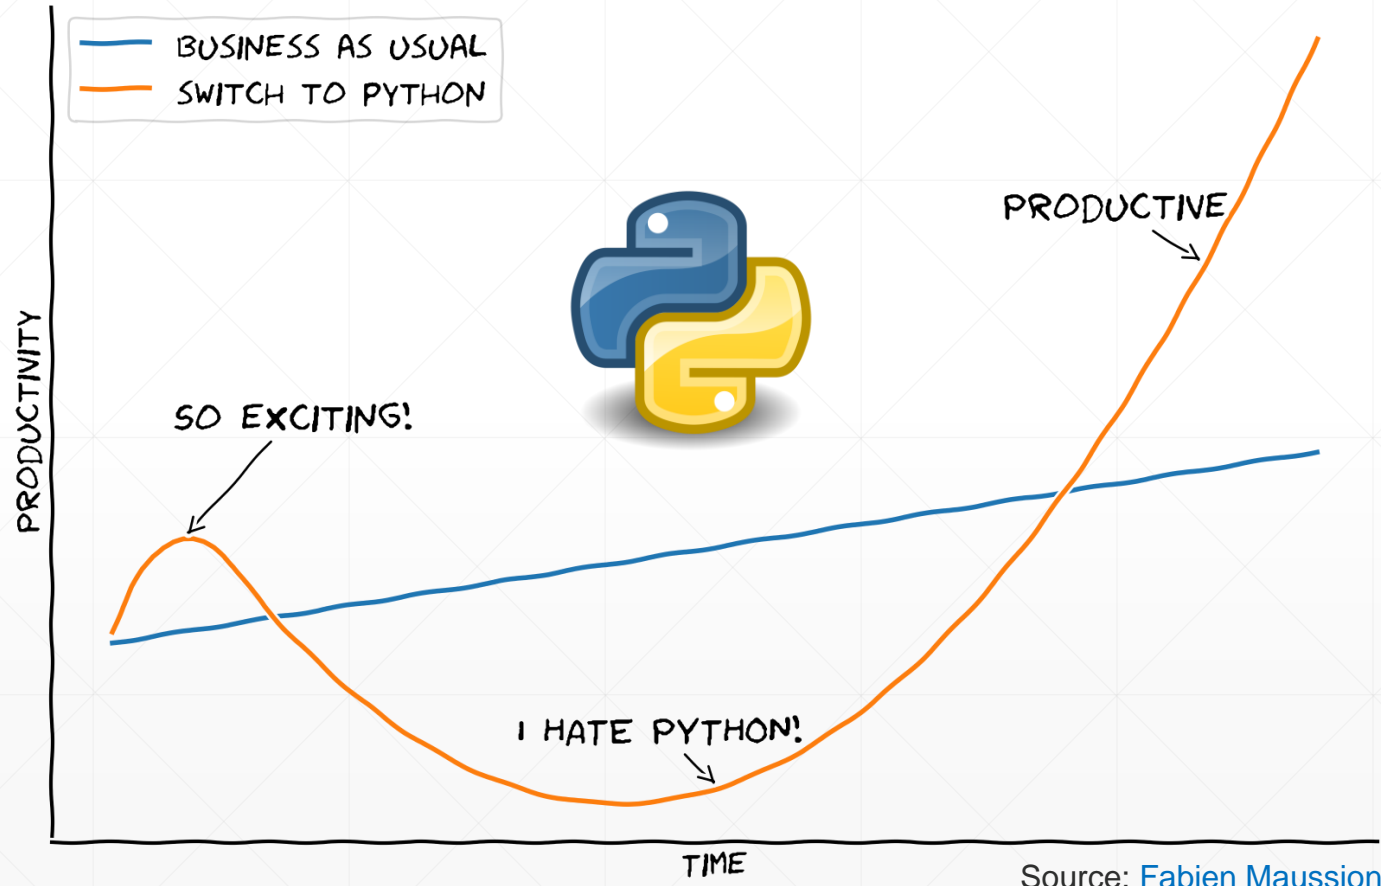 BUSINESS AS USUAL
SWITCH TO PYTHON
PRODUCTIVE
PRODUCTIVITY
SO EXCITING!
I HATE PYTHON!
TIME
Source: Fabien Maussion